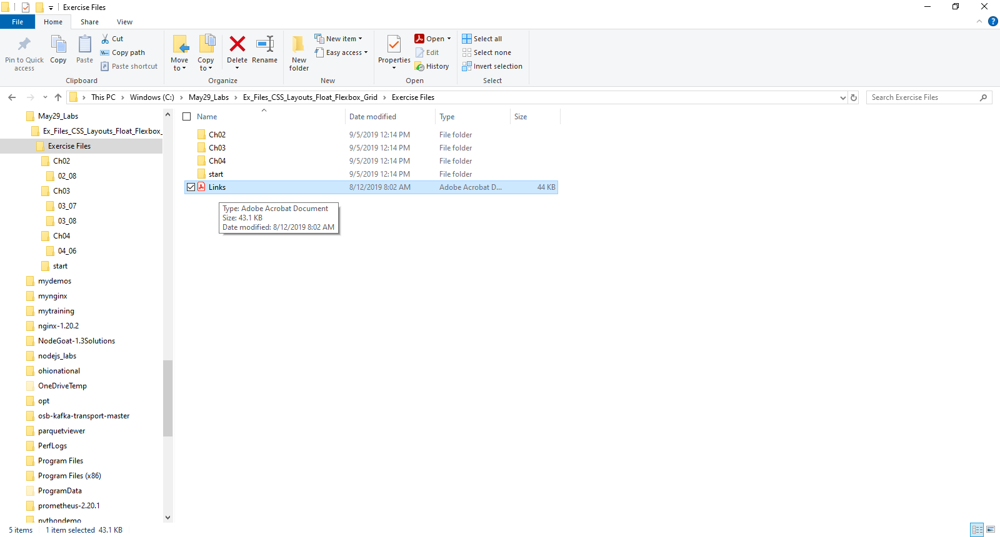 Exercise Files
File Home Share View
Pin to Quick access
Copy
Paste
Cut
Copy path
Paste shortcut
Clipboard
Move to
Copy to
Delete
Rename
Organize
New folder
New item
Easy access
New
Properties
Open
Edit
History
Open
Select all
Select none
Invert selection
Select
This PC > Windows (C:) > May29_Labs > Ex_Files_CSS_Layouts_Float_Flexbox_Grid > Exercise Files
Search Exercise Files
May29_Labs
Ex_Files_CSS_Layouts_Float_Flexbox_
Exercise Files
Ch02
02_08
Ch03
03_07
03_08
Ch04
04_06
start
mydemos
mynginx
mytraining
nginx-1.20.2
NodeGoat-1.3Solutions
nodejs_labs
ohionational
OneDriveTemp
opt
osb-kafka-transport-master
parquetviewer
PerfLogs
Program Files
Program Files (x86)
ProgramData
prometheus-2.20.1
pythondemo
Name Date modified Type Size
Ch02 9/5/2019 12:14 PM File folder
Ch03 9/5/2019 12:14 PM File folder
Ch04 9/5/2019 12:14 PM File folder
start 9/5/2019 12:14 PM File folder
Links 8/12/2019 8:02 AM Adobe Acrobat D... 44 KB
Type: Adobe Acrobat Document
Size: 43.1 KB
Date modified: 8/12/2019 8:02 AM
5 items 1 item selected 43.1 KB